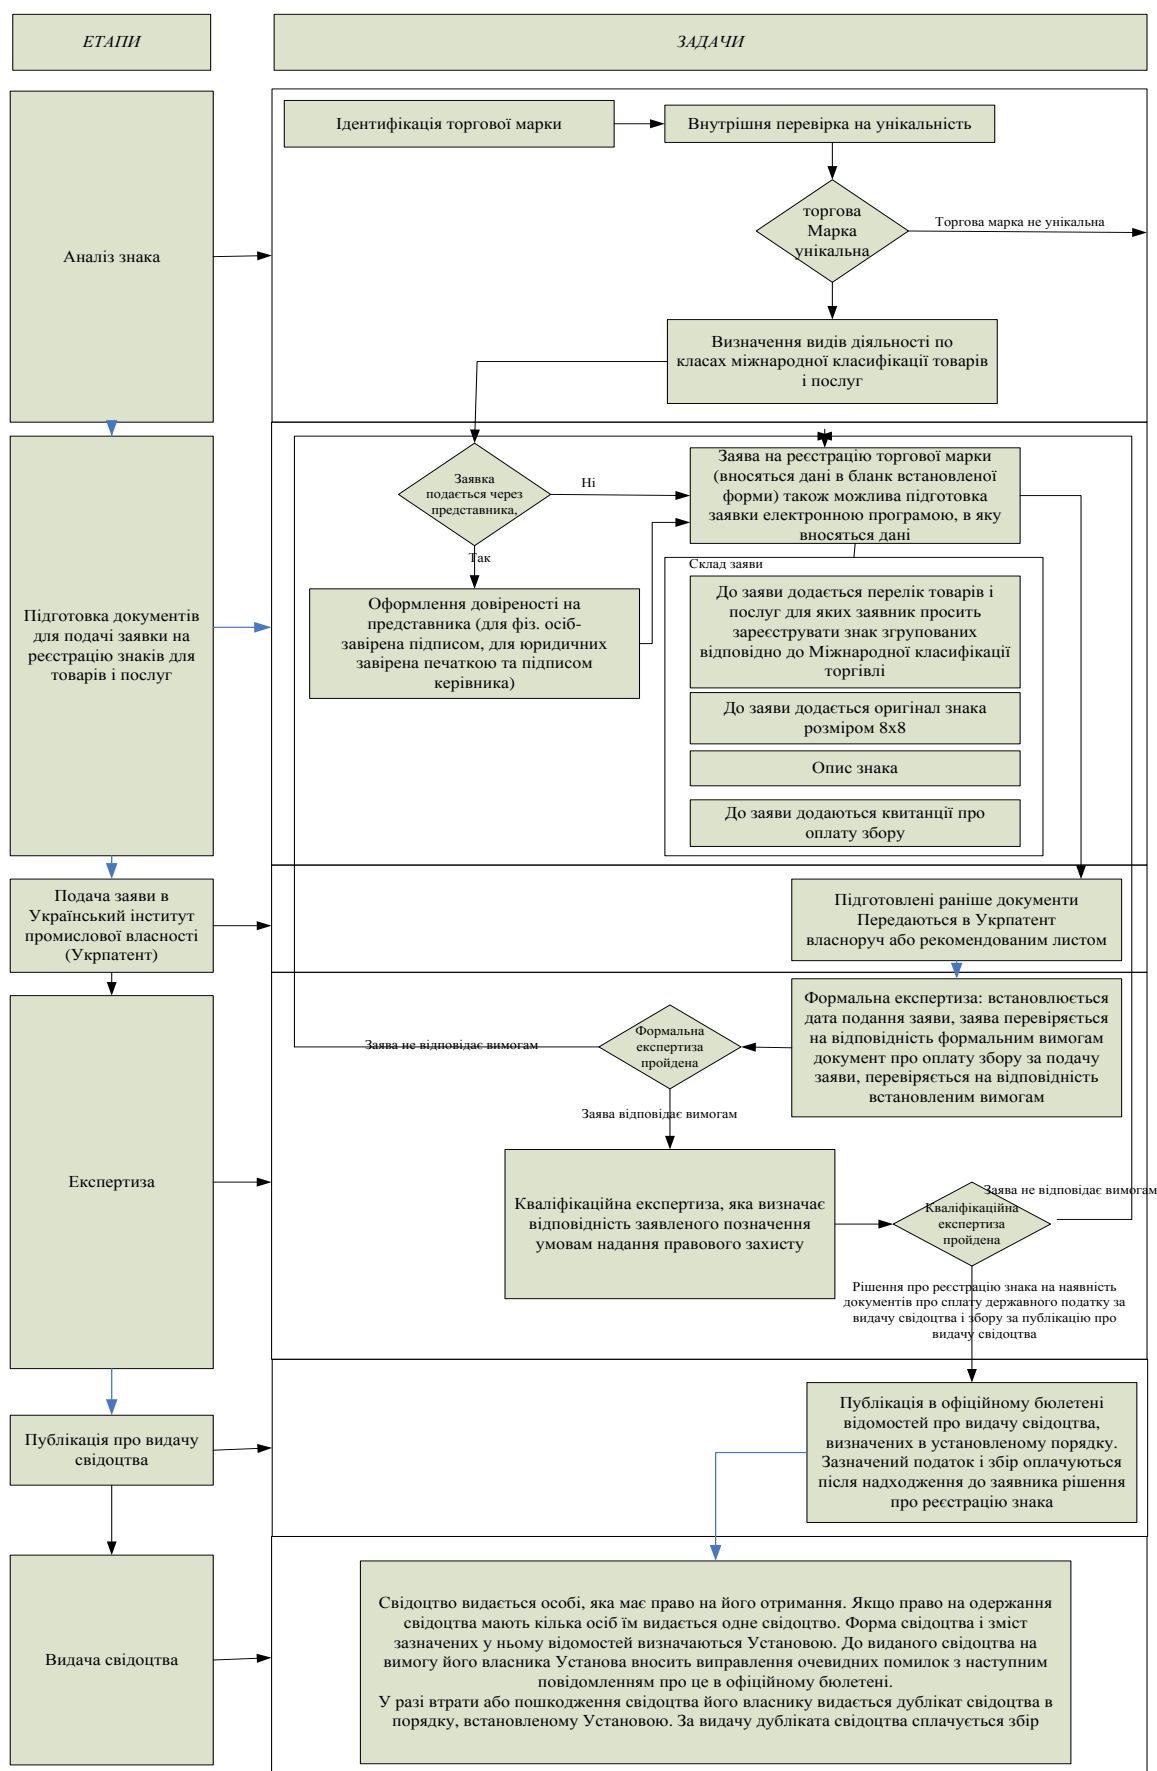 ЕТАПИ
ЗАДАЧИ
Аналіз знака
Ідентифікація торгової марки
Внутрішня перевірка на унікальність
торгова
Марка
унікальна
Торгова марка не унікальна
Визначення видів діяльності по
класах міжнародної класифікації товарів
і послуг
Підготовка документів
для подачі заявки на
реєстрацію знаків для
товарів і послуг
Заявка
подається через
представника,
Ні
Так
Заява на реєстрацію торгової марки
(вносяться дані в бланк встановленої
форми) також можлива підготовка
заявки електронною програмою, в яку
вносяться дані
Оформлення довіреності на
представника (для фіз. осіб-
завірена підписом, для юридичних
завірена печаткою та підписом
керівника)
Склад заяви
До заяви додається перелік товарів і
послуг для яких заявник просить
зареєструвати знак згрупованих
відповідно до Міжнародної класифікації
торгівлі
До заяви додається оригінал знака
розміром 8х8
Опис знака
До заяви додаються квитанції про
оплату збору
Подача заяви в
Український інститут
промислової власності
(Укрпатент)
Підготовлені раніше документи
Передаються в Укрпатент
власноруч або рекомендованим листом
Експертиза
Формальна експертиза: встановлюється
дата подання заяви, заява перевіряється
на відповідність формальним вимогам
документ про оплату збору за подачу
заяви, перевіряється на відповідність
встановленим вимогам
Формальна
експертиза
пройдена
Заява не відповідає вимогам
Заява відповідає вимогам
Кваліфікаційна експертиза, яка визначає
відповідність заявленого позначення
умовам надання правового захисту
Кваліфікаційна
експертиза
пройдена
Заява не відповідає вимогам
Рішення про реєстрацію знака на наявність
документів про сплату державного податку за
видачу свідоцтва і збору за публікацію про
видачу свідоцтва
Публікація про видачу
свідоцтва
Публікація в офіційному бюлетені
відомостей про видачу свідоцтва,
визначених в установленому порядку.
Зазначений податок і збір оплачуються
після надходження до заявника рішення
про реєстрацію знака
Видача свідоцтва
Свідоцтво видається особі, яка має право на його отримання. Якщо право на одержання
свідоцтва мають кілька осіб їм видається одне свідоцтво. Форма свідоцтва і зміст
зазначених у ньому відомостей визначаються Установою. До виданого свідоцтва на
вимогу його власника Установа вносить виправлення очевидних помилок з наступним
повідомленням про це в офіційному бюлетені.
У разі втрати або пошкодження свідоцтва його власнику видається дублікат свідоцтва в
порядку, встановленому Установою. За видачу дубліката свідоцтва сплачується збір